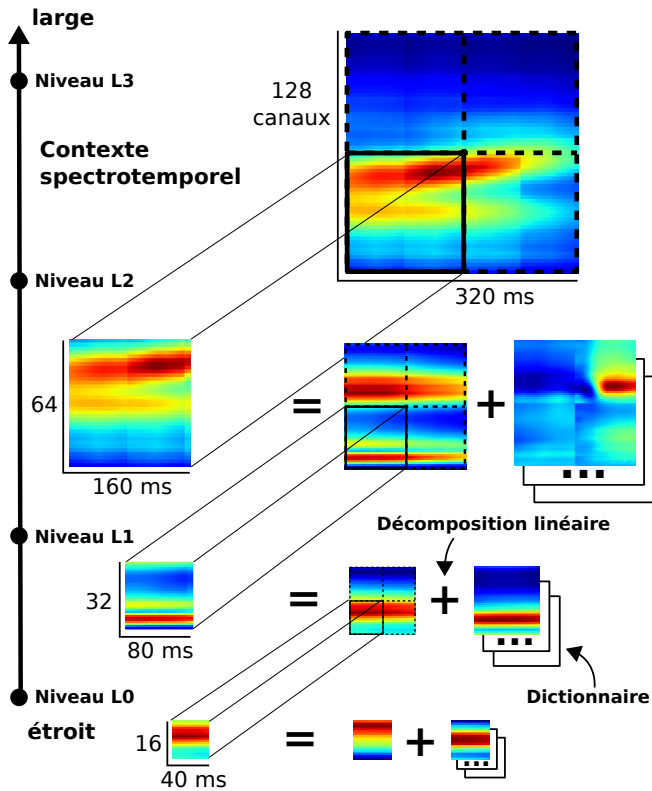 large
Niveau L3
128
canaux
Contexte
spectrotemporel
Niveau L2
320 ms
64
=
+
160 ms
Niveau L1
Décomposition linéaire
32
=
+
80 ms
Niveau L0
Dictionnaire
étroit
16
=
+
40 ms